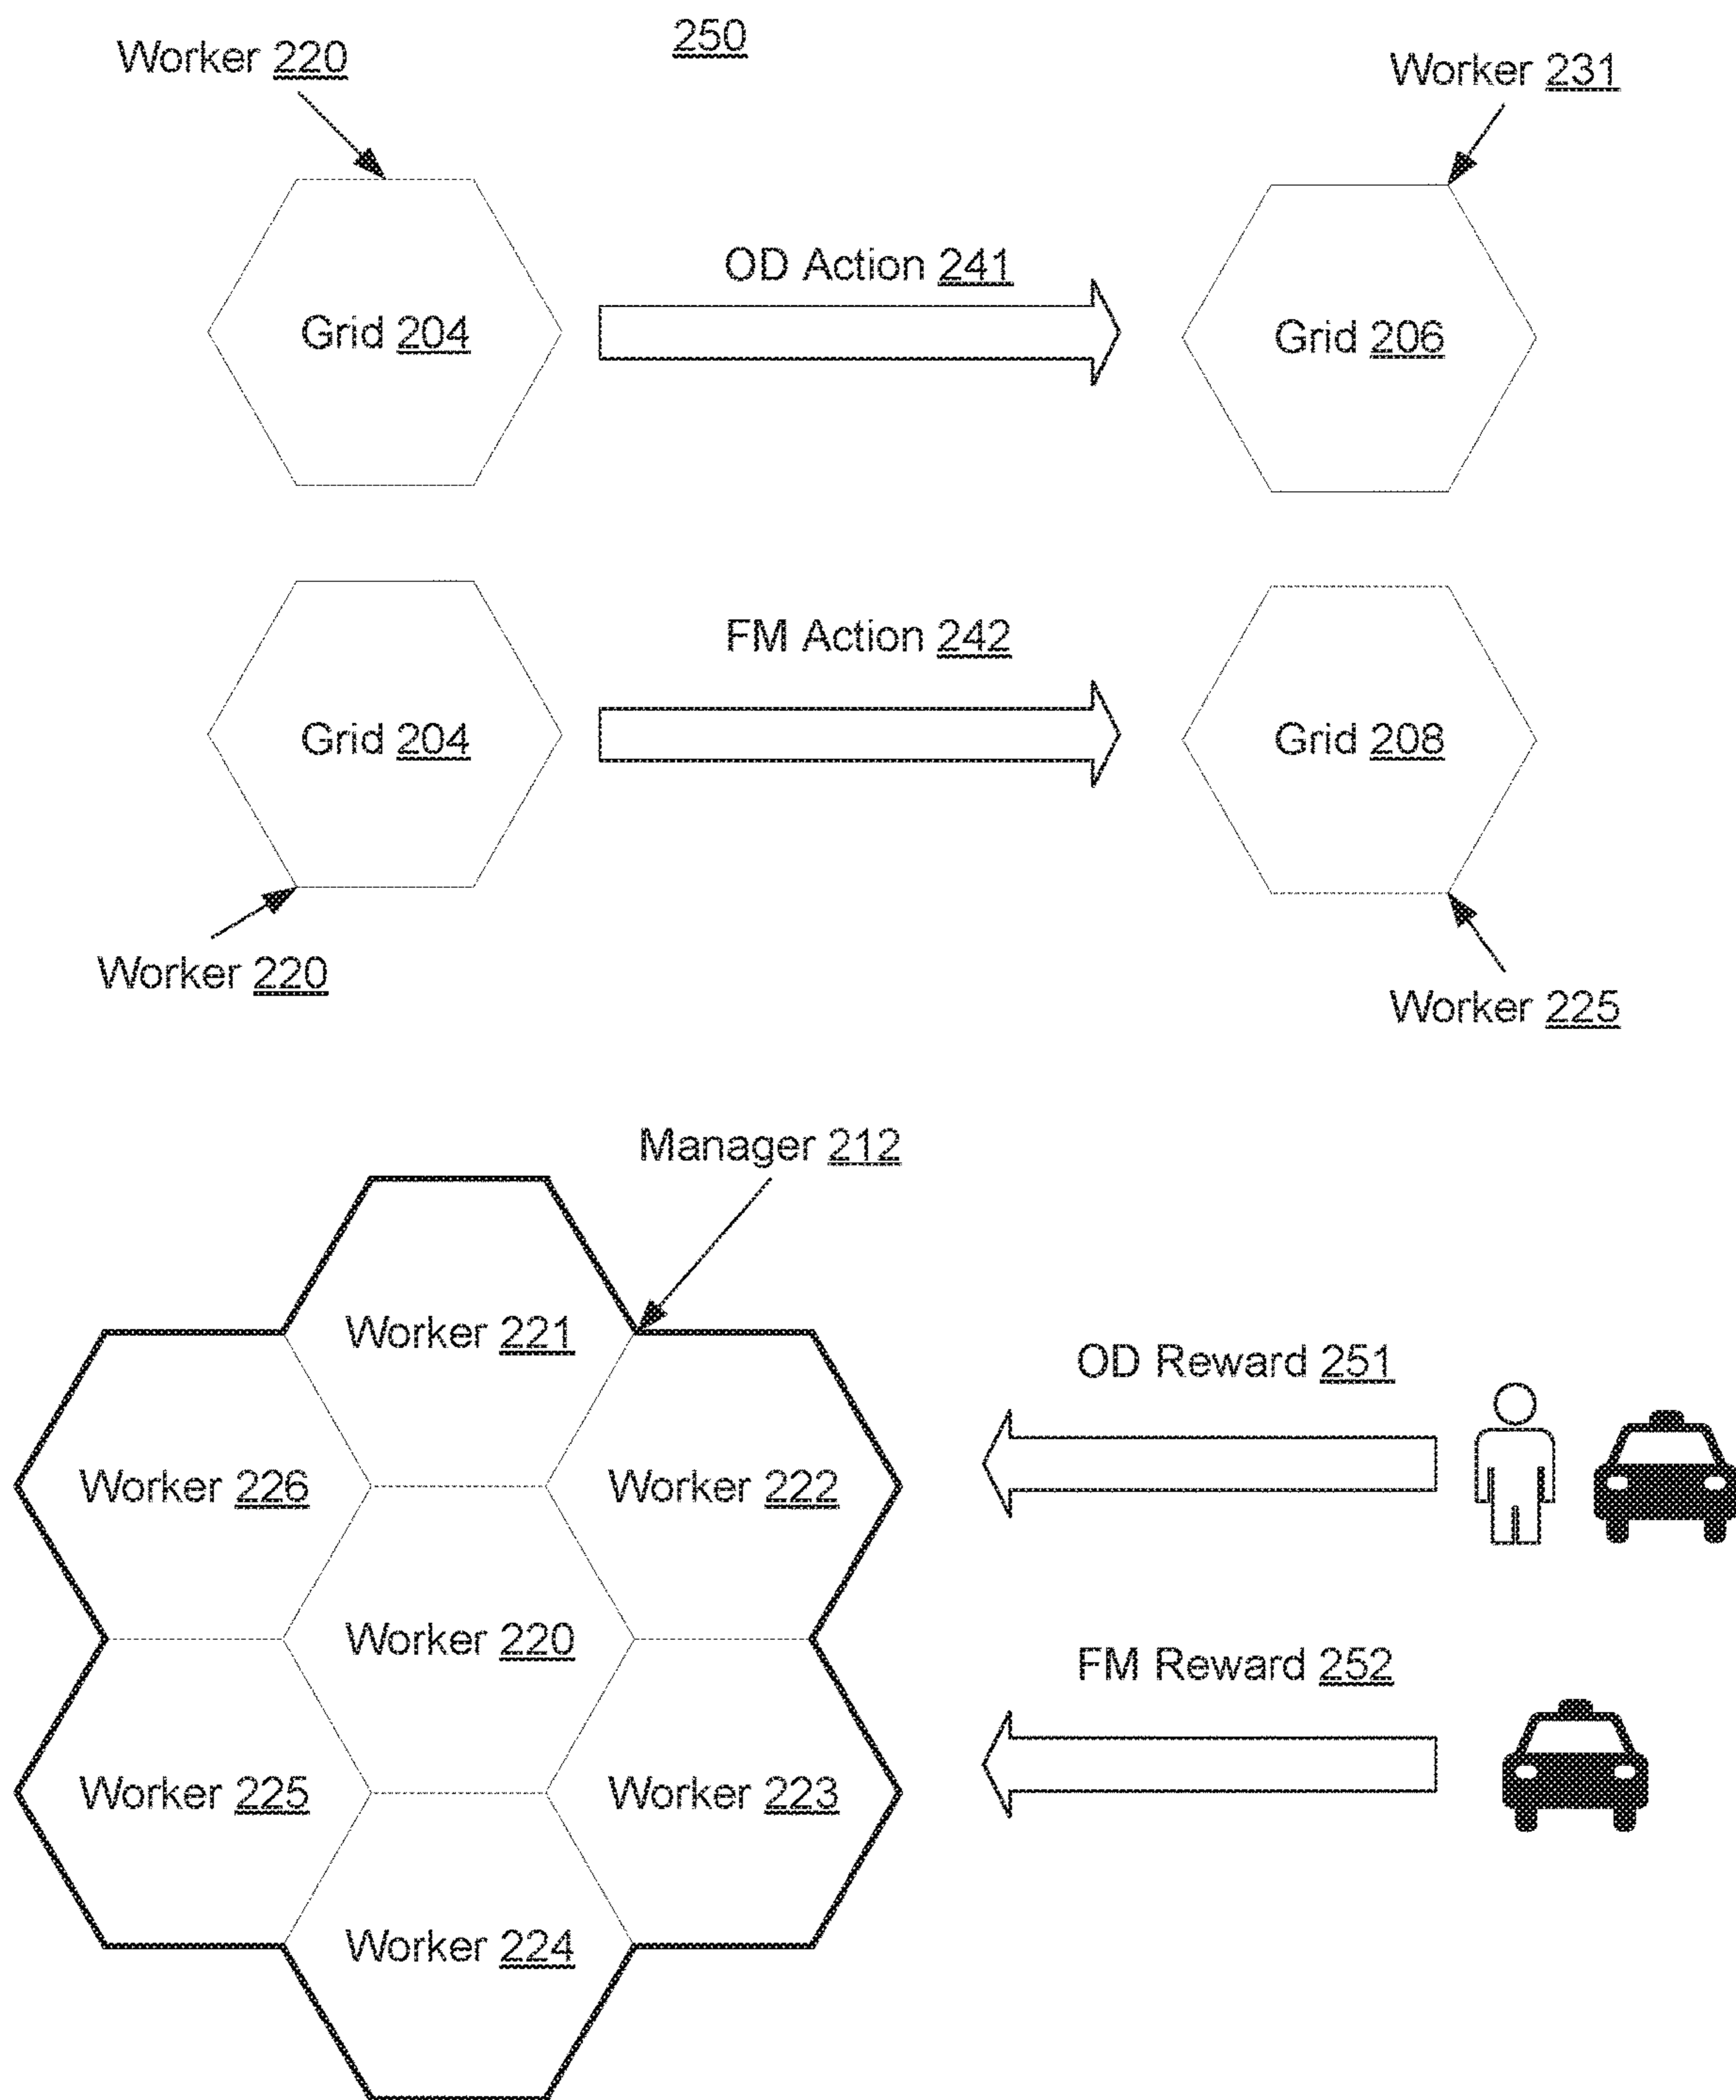 250
Worker 220
Worker 231
OD Action 241
Grid 204
Grid 206
FM Action 242
Grid 204
Grid 208
Worker 220
Worker 225
Manager 212
Worker 221
OD Reward 251
Worker 226
Worker 222
Worker 220
FM Reward 252
Worker 225
Worker 223
Worker 224